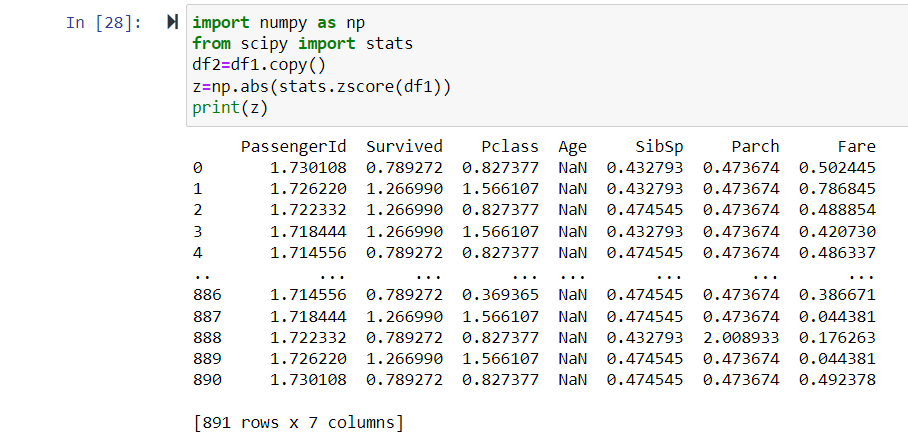 In [28]:
import numpy as np
from scipy import stats
df2=df1.copy()
z=np.abs(stats.zscore(df1))
print(z)
PassengerId Survived Pclass Age SibSp Parch Fare
0 1.730108 0.789272 0.827377 NaN 0.432793 0.473674 0.502445
1 1.726220 1.266990 1.566107 NaN 0.432793 0.473674 0.786845
2 1.722332 1.266990 0.827377 NaN 0.474545 0.473674 0.488854
3 1.718444 1.266990 1.566107 NaN 0.432793 0.473674 0.420730
4 1.714556 0.789272 0.827377 NaN 0.474545 0.473674 0.486337
.. ... ... ... ... ... ... ...
886 1.714556 0.789272 0.369365 NaN 0.474545 0.473674 0.386671
887 1.718444 1.266990 1.566107 NaN 0.474545 0.473674 0.044381
888 1.722332 0.789272 0.827377 NaN 0.432793 2.008933 0.176263
889 1.726220 1.266990 1.566107 NaN 0.474545 0.473674 0.044381
890 1.730108 0.789272 0.827377 NaN 0.474545 0.473674 0.492378
[891 rows x 7 columns]